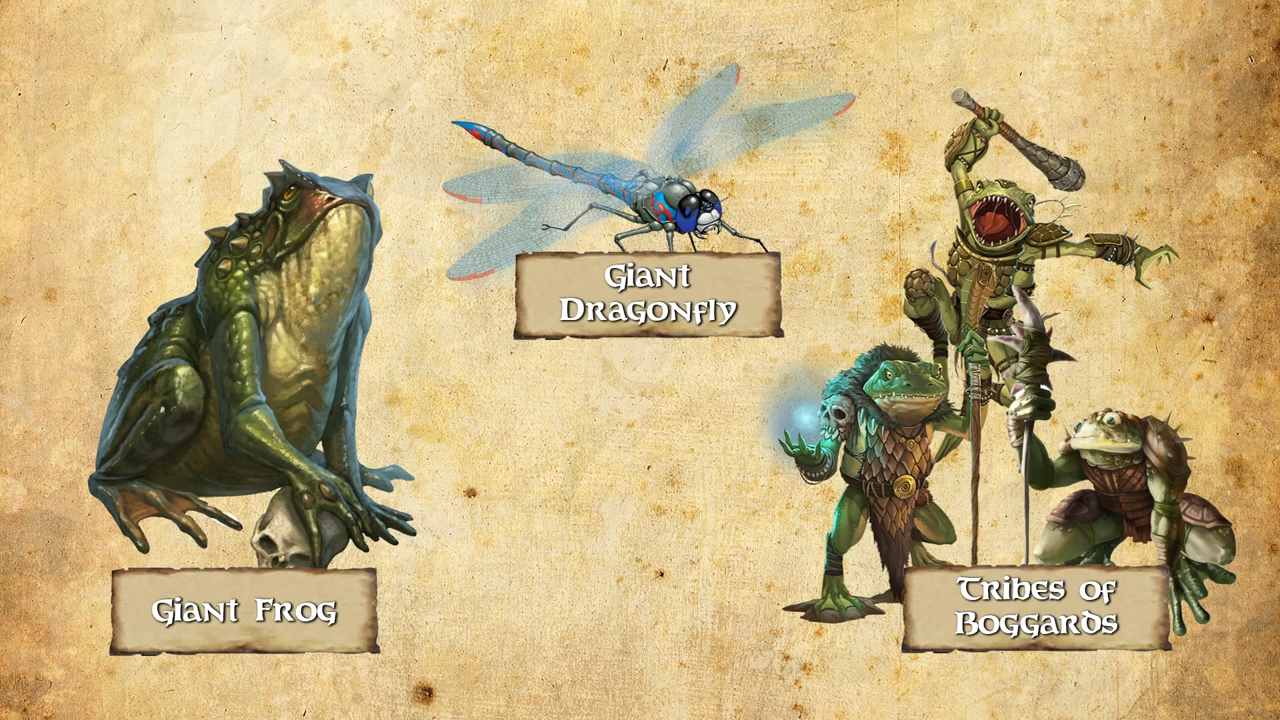 Giant
Dragonfly
Giant Frog
Tribes of
Boggards